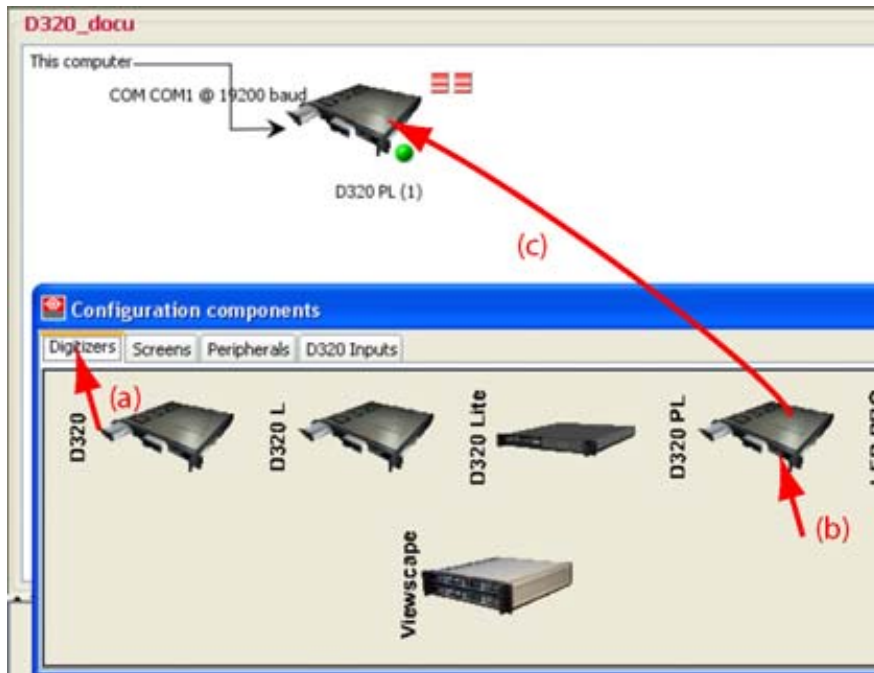 D320_docu
This computer
COM COM1 @ 19200 baud
D320 PL (1)
(c)
Configuration components
Digitizers Screens Peripherals D320 Inputs
(a)
D320
D320 L
D320 Lite
D320 PL
(b)
Viewscape